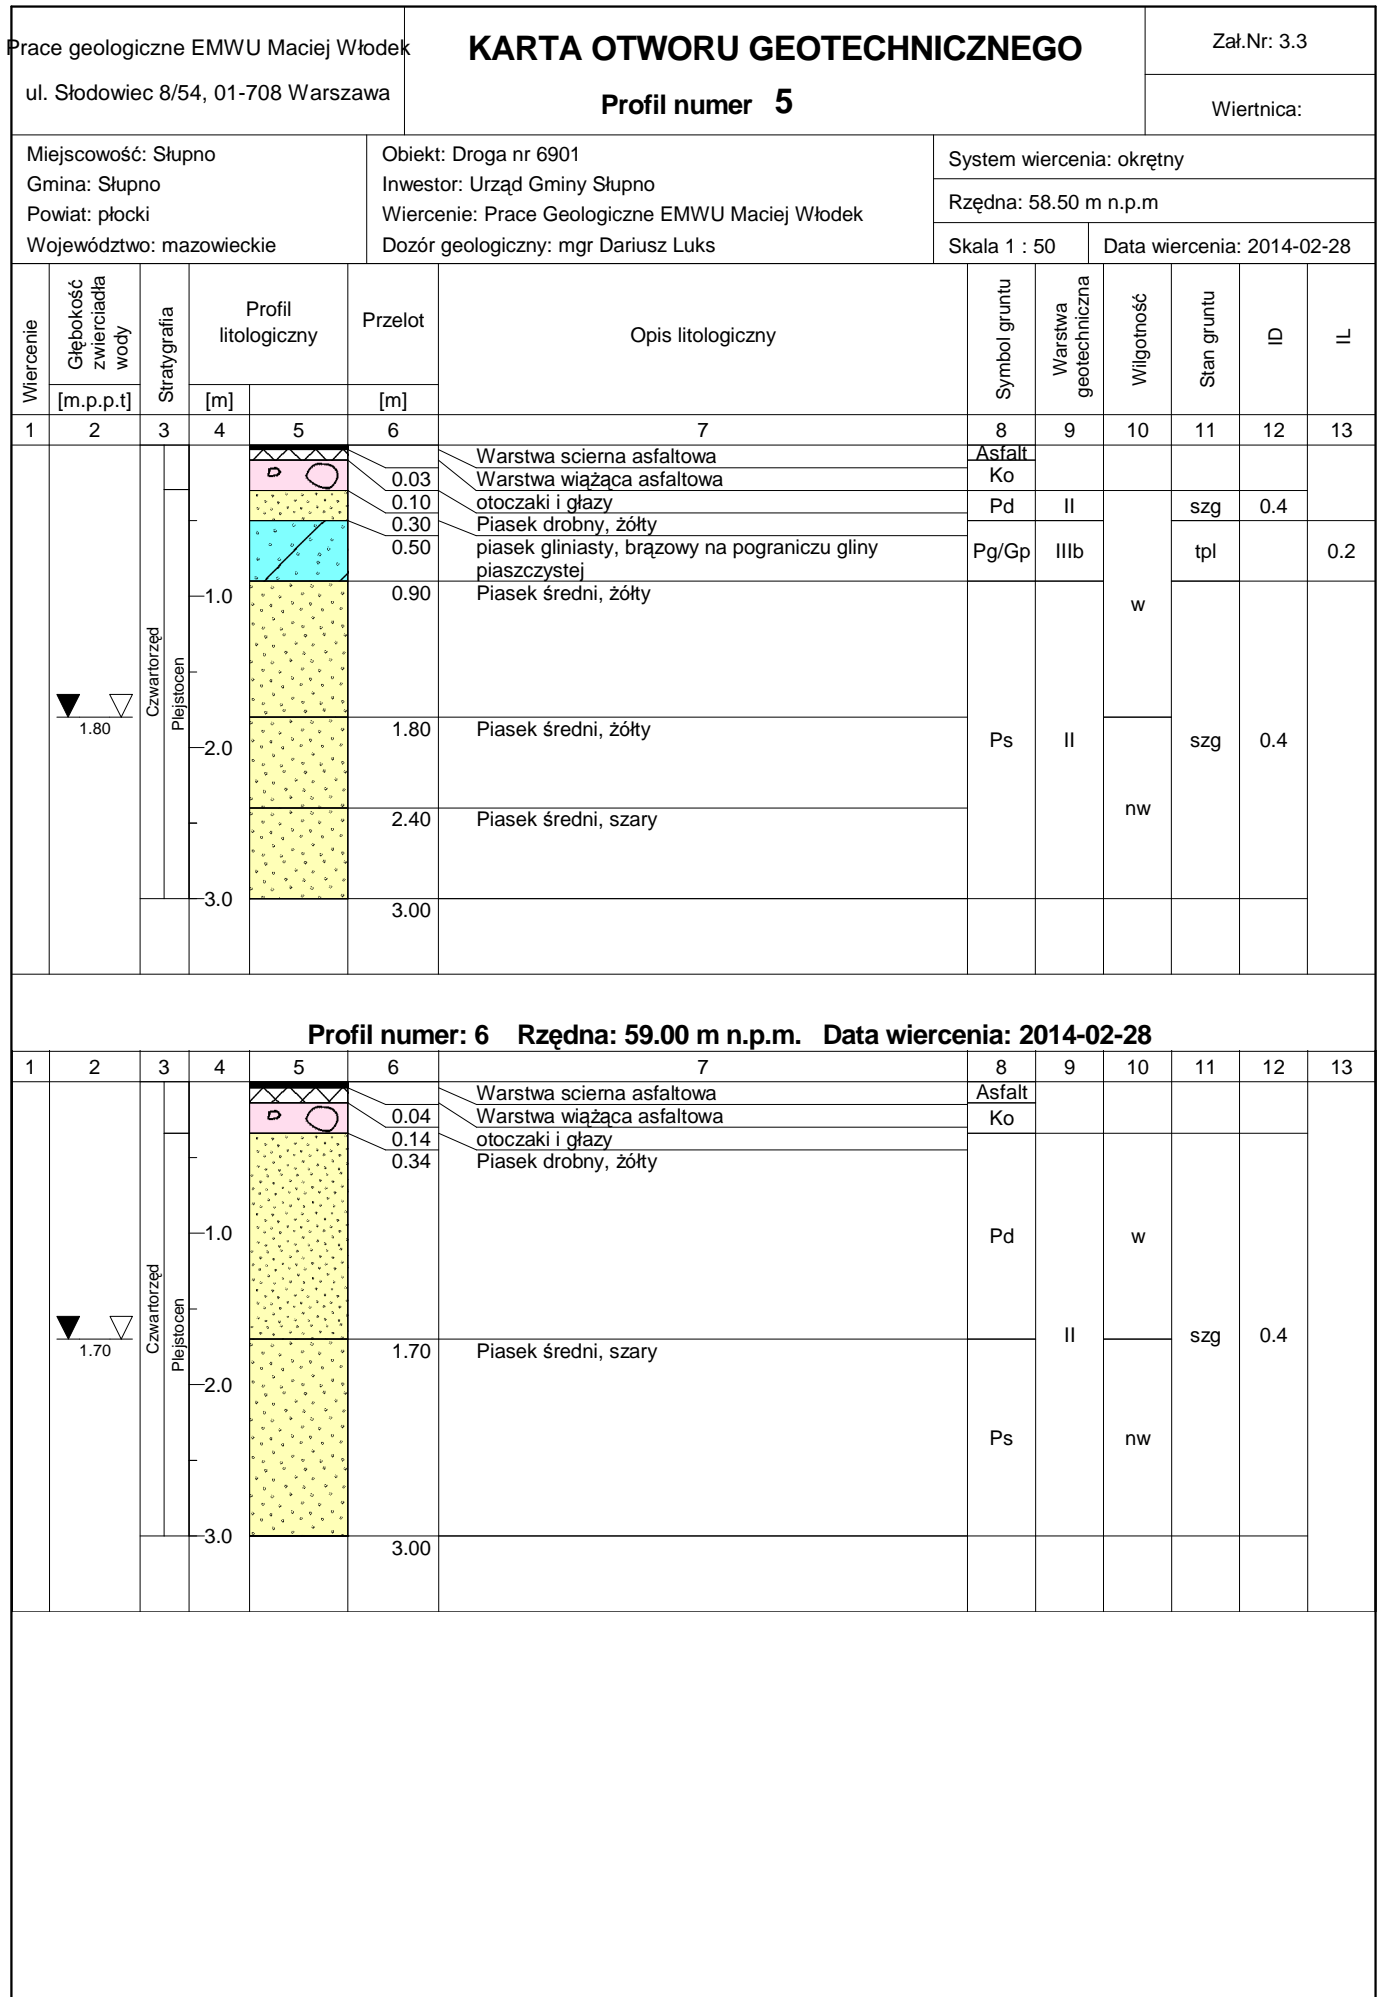 Prace geologiczne EMWU Maciej Włodek
ul. Słodowiec 8/54, 01-708 Warszawa
KARTA OTWORU GEOTECHNICZNEGO
Profil numer 5
Zał.Nr: 3.3
Wiertnica:
Miejscowość: Słupno
Gmina: Słupno
Powiat: płocki
Województwo: mazowieckie
Obiekt: Droga nr 6901
Inwestor: Urząd Gminy Słupno
Wiercenie: Prace Geologiczne EMWU Maciej Włodek
Dozór geologiczny: mgr Dariusz Luks
System wiercenia: okrętny
Rzędna: 58.50 m n.p.m
Skala 1 : 50 Data wiercenia: 2014-02-28
Wiercenie
Głębokość
zwierciadła
wody
[m.p.p.t]
Stratygrafia
Profil
litologiczny
[m]
Przelot
[m]
Opis litologiczny
Symbol gruntu
Warstwa
geotechniczna
Wilgotność
Stan gruntu
ID
IL
1 2 3 4 5 6 7 8 9 10 11 12 13
Warstwa scierna asfaltowa Asfalt
0.03 Warstwa wiążąca asfaltowa Ko
0.10 otoczaki i głazy
Pd II szg 0.4
0.30 Piasek drobny, żółty
0.50 piasek gliniasty, brązowy na pograniczu gliny
piaszczystej
Pg/Gp IIIb tpl 0.2
1.0 0.90 Piasek średni, żółty
w
Czwartorzęd
Plejstocen
1.80
1.80 Piasek średni, żółty
2.0 Ps II szg 0.4
2.40 Piasek średni, szary
nw
3.0
3.00
Profil numer: 6 Rzędna: 59.00 m n.p.m. Data wiercenia: 2014-02-28
1 2 3 4 5 6 7 8 9 10 11 12 13
Warstwa scierna asfaltowa Asfalt
0.04 Warstwa wiążąca asfaltowa Ko
0.14 otoczaki i głazy
0.34 Piasek drobny, żółty
1.0 Pd w
Czwartorzęd
Plejstocen
II szg 0.4
1.70
1.70 Piasek średni, szary
2.0
Ps nw
3.0
3.00